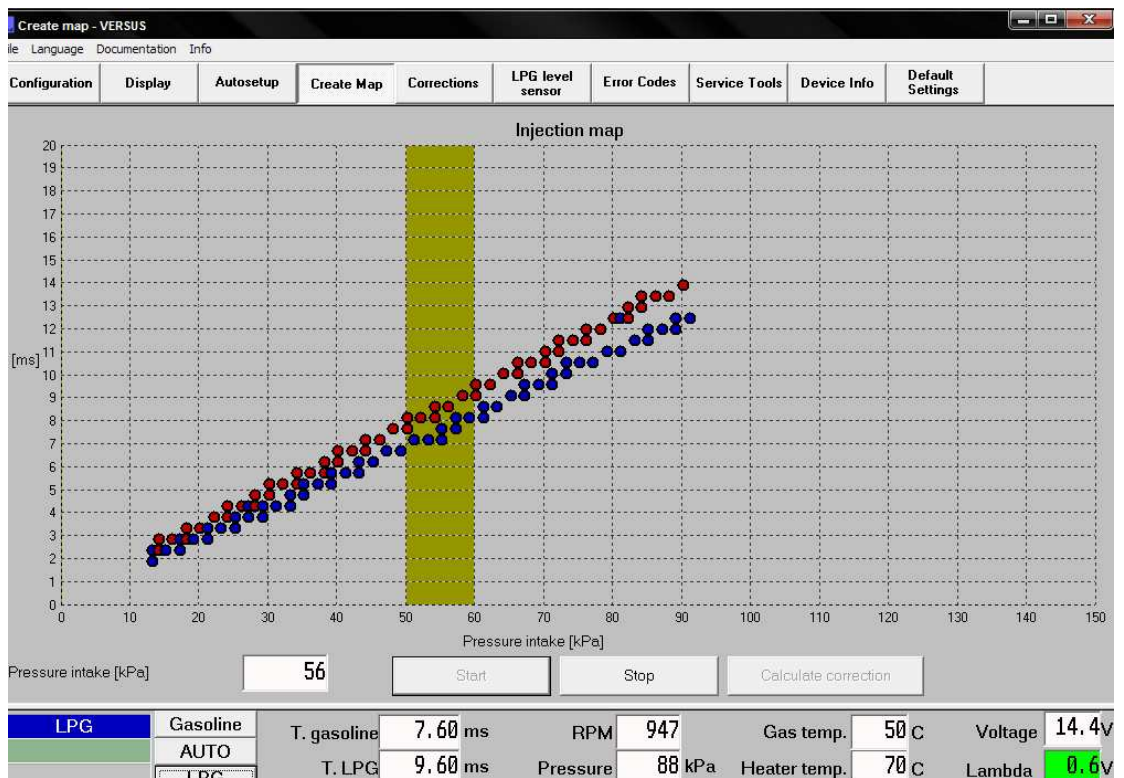 Create map - VERSUS
ile Language Documentation Info
Configuration Display Autosetup Create Map Corrections LPG level sensor Error Codes Service Tools Device Info Default Settings
Injection map
20
19
18
17
16
15
14
13
12
[ms] 11
10
9
8
7
6
5
4
3
2
1
0
0 10 20 30 40 50 60 70 80 90 100 110 120 130 140 150
Pressure intake [kPa]
Pressure intake [kPa] 56 Start Stop Calculate correction
LPG Gasoline T. gasoline 7.60 ms RPM 947 Gas temp. 50 C Voltage 14.4V
AUTO
LPG T. LPG 9.60 ms Pressure 88 kPa Heater temp. 70 C Lambda 0.6V